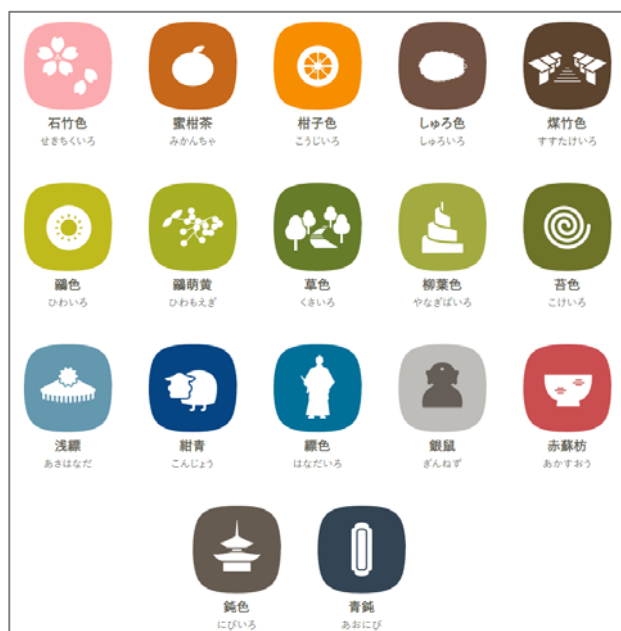 石竹色
せきちくいろ
蜜柑茶
みかんちゃ
柑子色
こうじいろ
しゅろ色
しゅろいろ
煤竹色
すすたけいろ
鶸色
ひわいろ
鶸萌黄
ひわもえぎ
草色
くさいろ
柳葉色
やなぎばいろ
苔色
こけいろ
浅縹
あさはなだ
紺青
こんじょう
縹色
はなだいろ
銀鼠
ぎんねず
赤蘇枋
あかすおう
鈍色
にびいろ
青鈍
あおにび